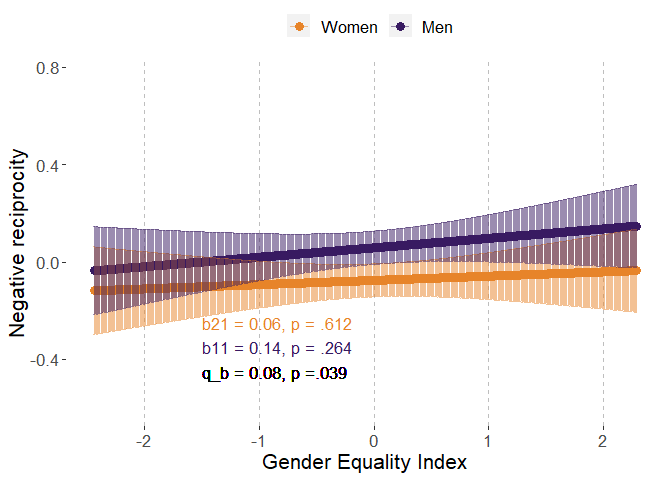 Women Men
0.8
0.4
0.0
-0.4
Negative reciprocity
b21 = 0.06, p = .612
b11 = 0.14, p = .264
q_b = 0.08, p =.039
-2 -1 0 1 2
Gender Equality Index